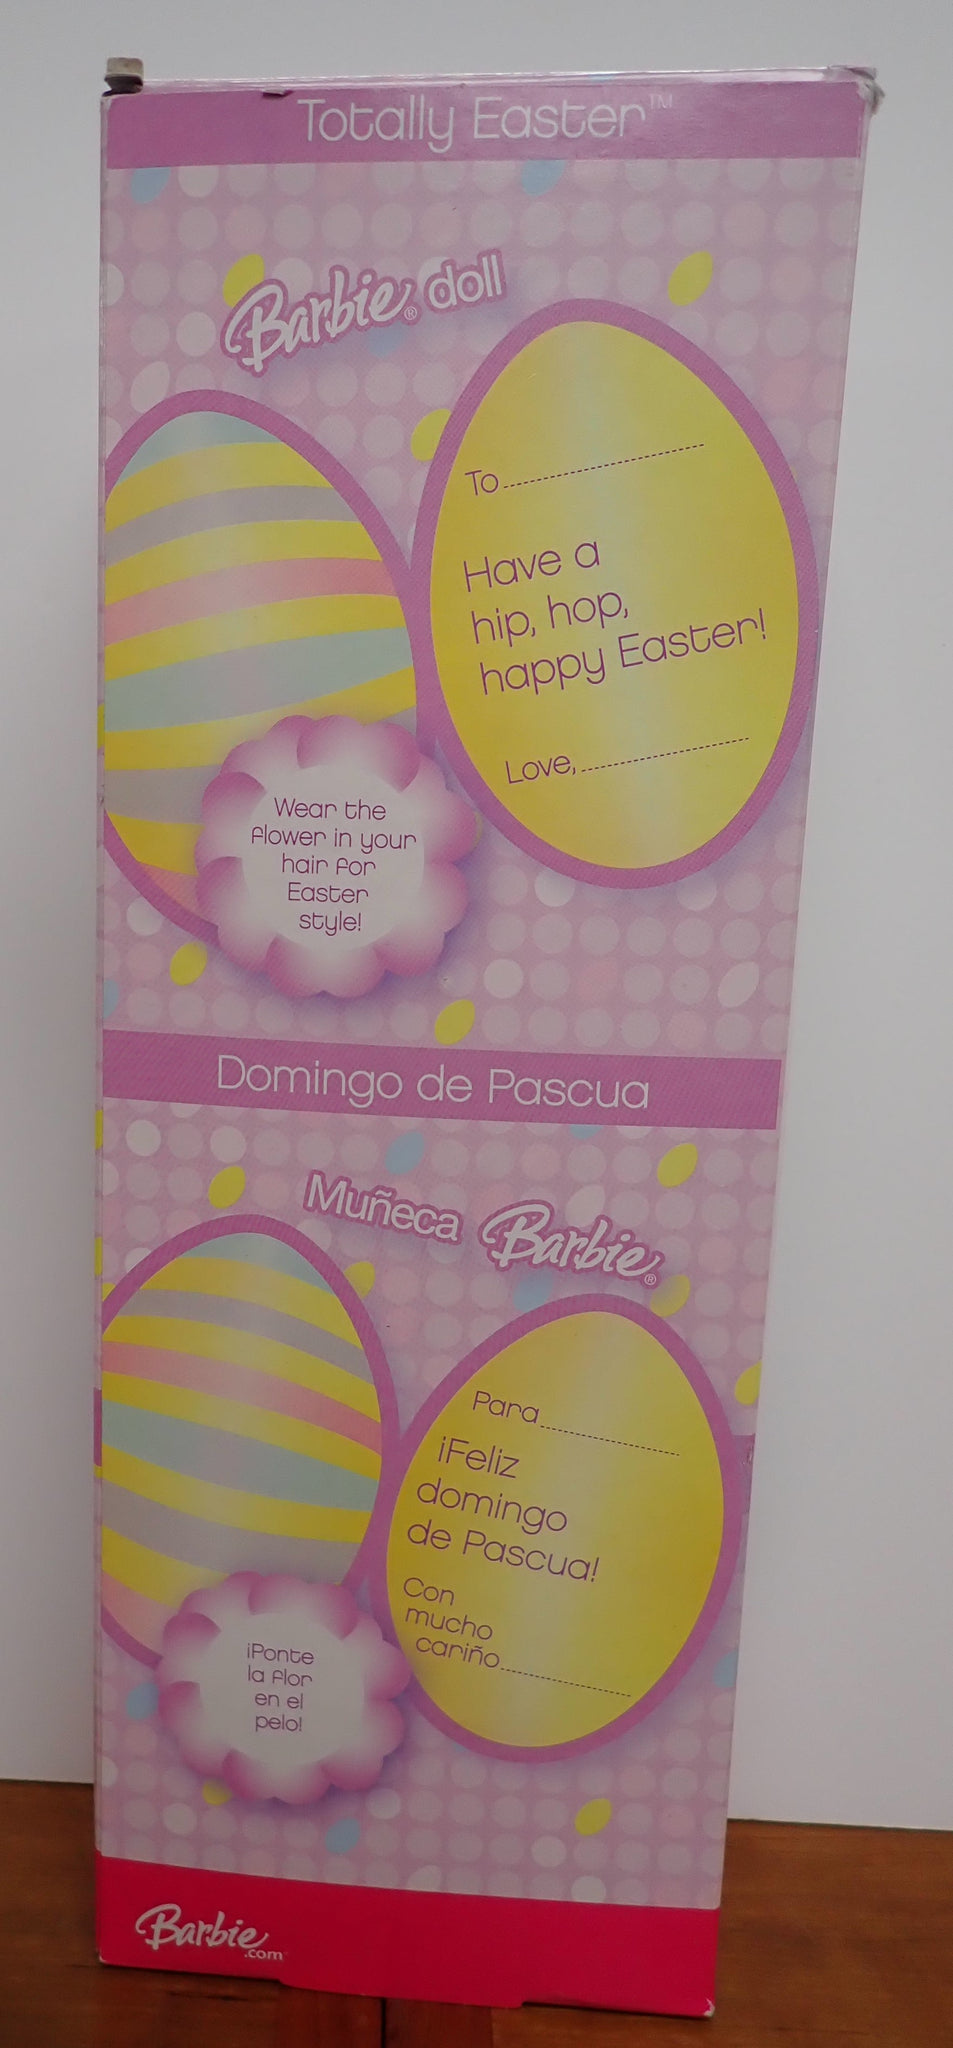 Totally Easter™
Barbie® doll
To
Have a
hip, hop,
happy Easter!
Love,
Wear the
flower in your
hair for
Easter
style!
Domingo de Pascua
Muñeca Barbie®
Para
¡Feliz
domingo
de Pascua!
Con
mucho
cariño
¡Ponte
la flor
en el
pelo!
Barbie.com